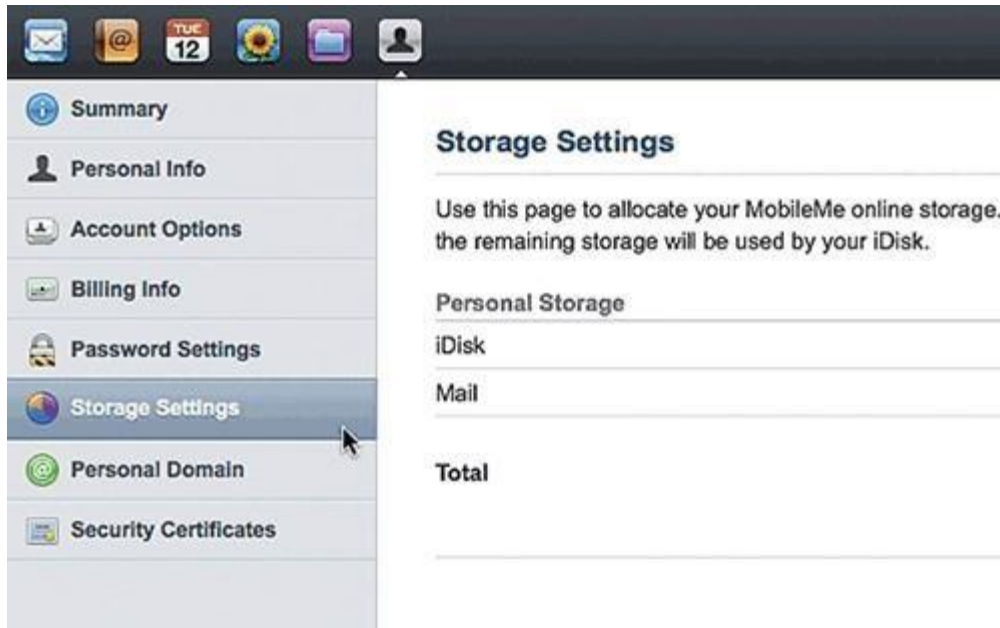 TUE
12
@
Summary
Personal Info
Account Options
Billing Info
Password Settings
Storage Settings
Personal Domain
Security Certificates
Storage Settings
Use this page to allocate your MobileMe online storage.
the remaining storage will be used by your iDisk.
Personal Storage
iDisk
Mail
Total